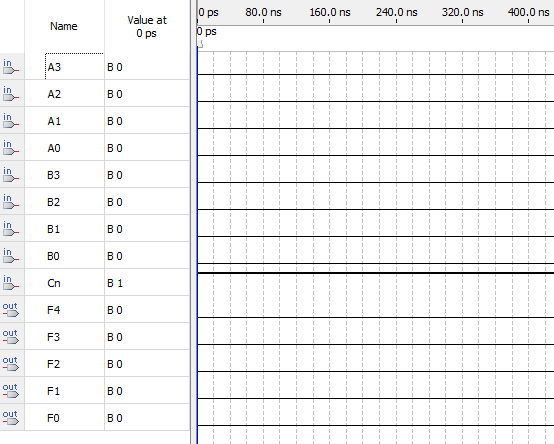 Name Value at 0 ps 0 ps 80.0 ns 160.0 ns 240.0 ns 320.0 ns 400.0 ns
0 ps
in A3 B 0
in A2 B 0
in A1 B 0
in A0 B 0
in B3 B 0
in B2 B 0
in B1 B 0
in B0 B 0
in Cn B 1
out F4 B 0
out F3 B 0
out F2 B 0
out F1 B 0
out F0 B 0